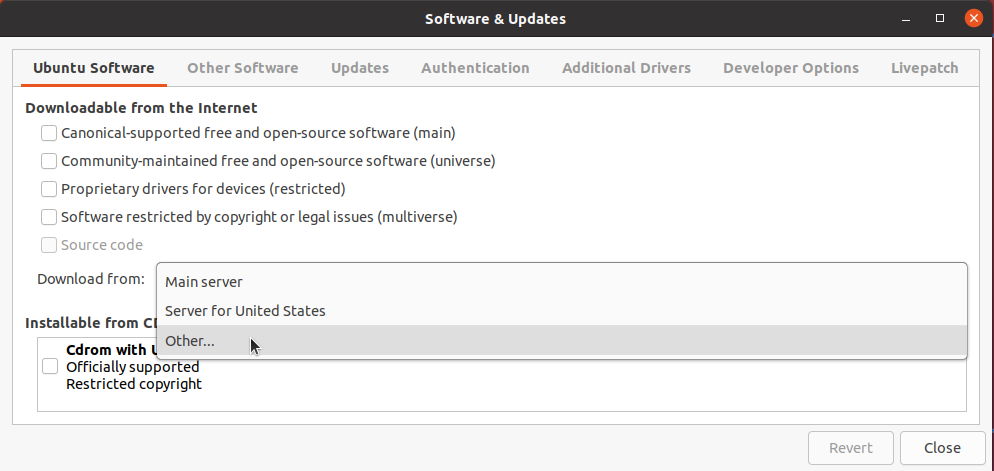 Software & Updates
Ubuntu Software Other Software Updates Authentication Additional Drivers Developer Options Livepatch
Downloadable from the Internet
Canonical-supported free and open-source software (main)
Community-maintained free and open-source software (universe)
Proprietary drivers for devices (restricted)
Software restricted by copyright or legal issues (multiverse)
Source code
Download from:
Main server
Server for United States
Other...
Installable from
Cdrom with
Officially supported
Restricted copyright
Revert Close